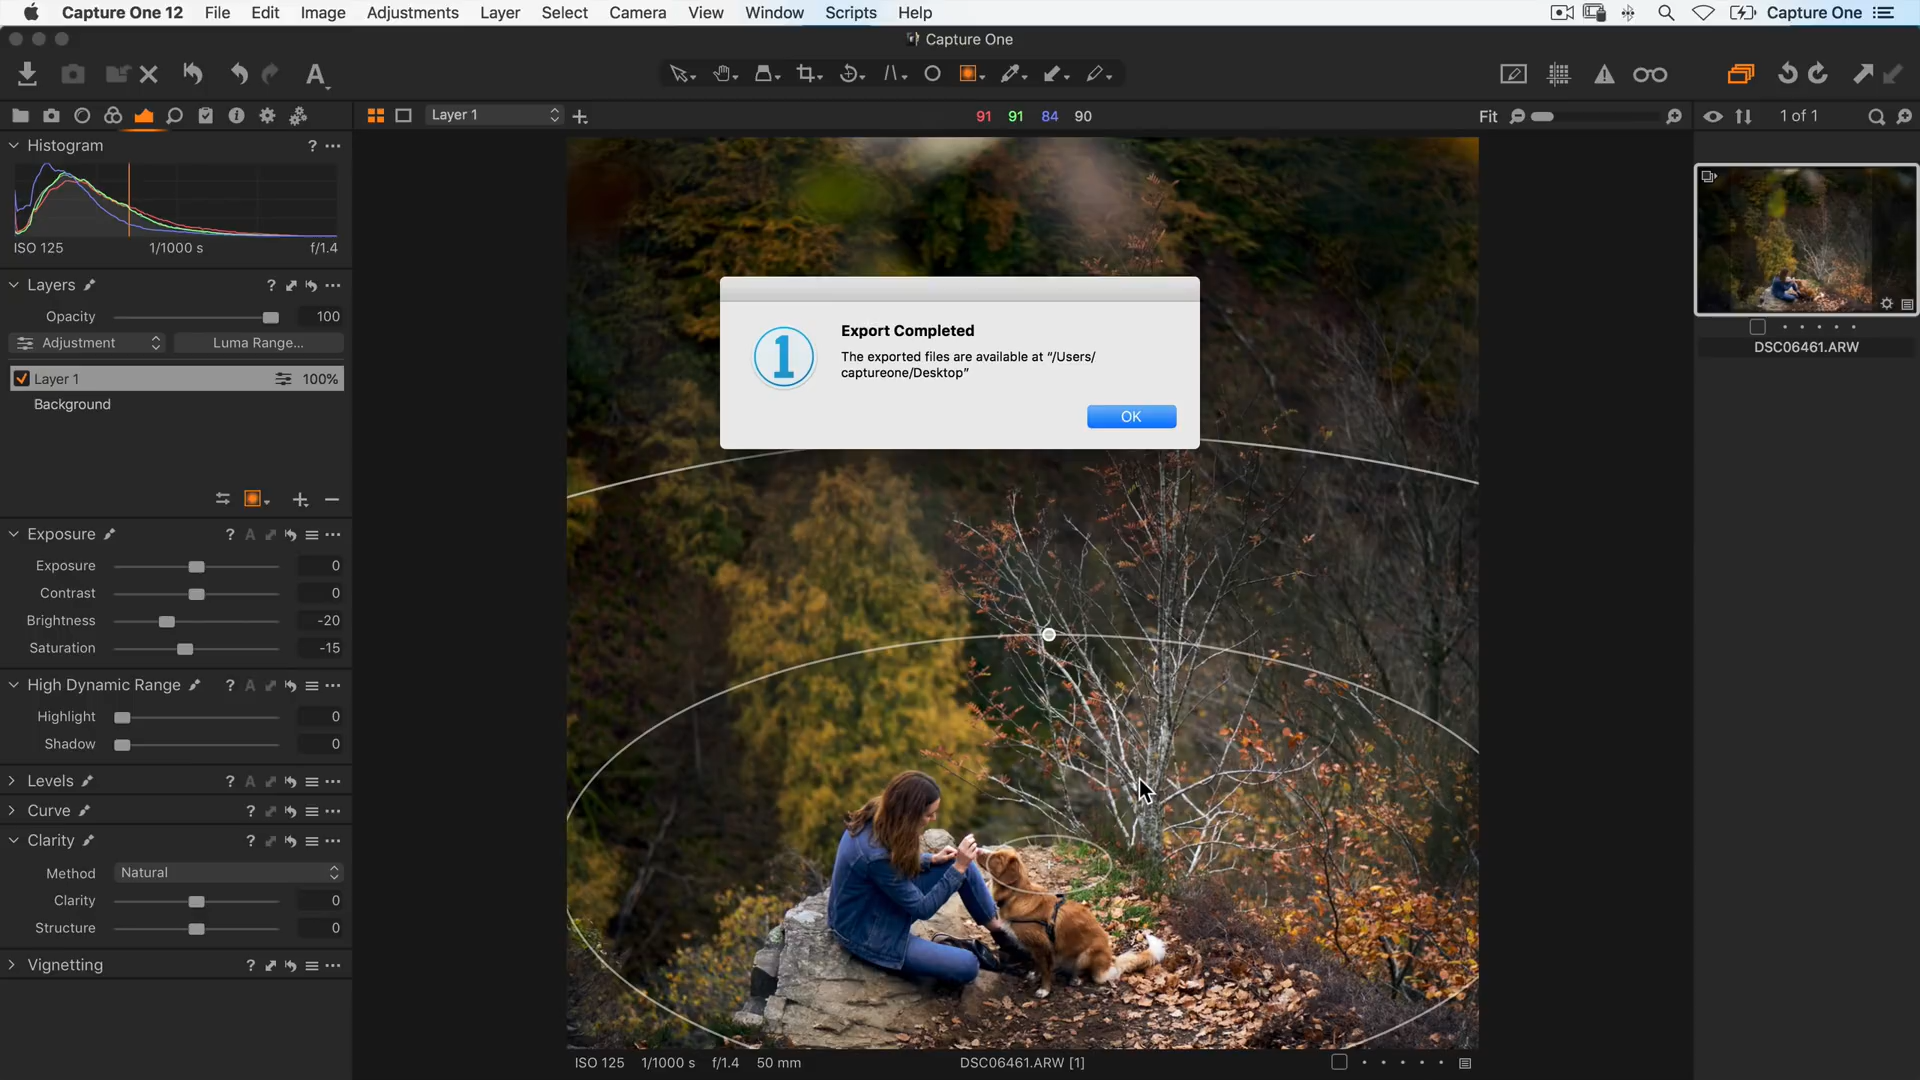 Capture One 12 File Edit Image Adjustments Layer Select Camera View Window Scripts Help Capture One
Capture One
A
Layer 1
91 91 84 90
Fit
1 of 1
Histogram ?
ISO 125 1/1000 s f/1.4
Layers ?
Opacity 100
Adjustment Luma Range...
Layer 1 100%
Background
Exposure ? A
Exposure 0
Contrast 0
Brightness -20
Saturation -15
High Dynamic Range ? A
Highlight 0
Shadow 0
Levels ? A
Curve ?
Clarity ?
Method Natural
Clarity 0
Structure 0
Vignetting ?
1
Export Completed
The exported files are available at “/Users/
captureone/Desktop”
OK
ISO 125 1/1000 s f/1.4 50 mm DSC06461.ARW [1]
DSC06461.ARW